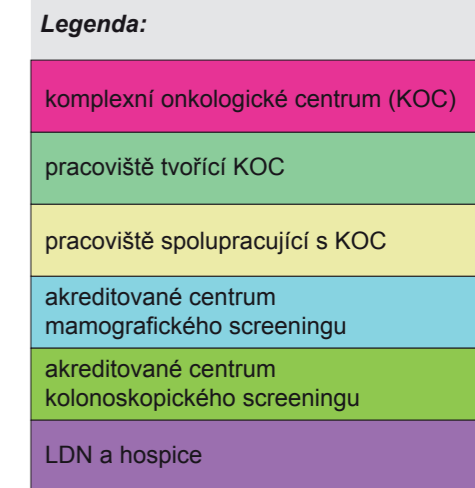 Legenda:
komplexní onkologické centrum (KOC)
pracoviště tvořící KOC
pracoviště spolupracující s KOC
akreditované centrum
mamografického screeningu
akreditované centrum
kolonoskopického screeningu
LDN a hospice